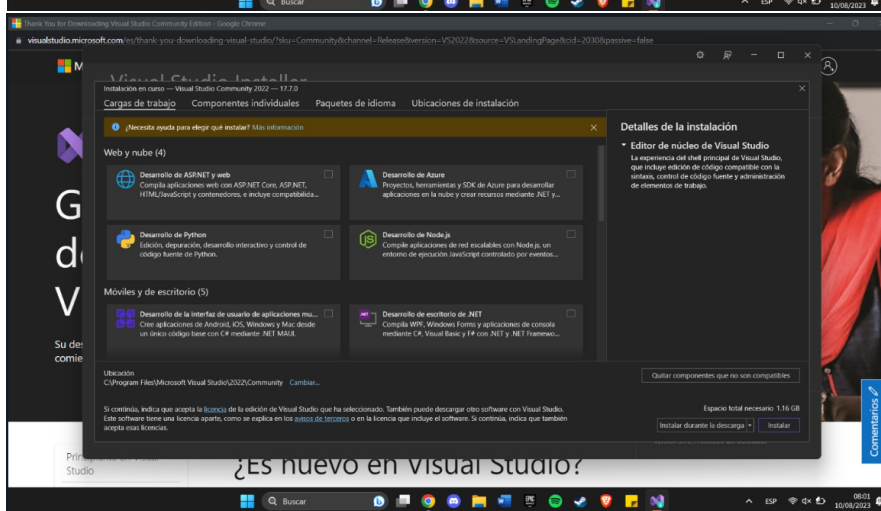 Buscar
ESP
10/08/2023
Thank You for Downloading Visual Studio Community Edition - Google Chrome
visualstudio.microsoft.com/es/thank-you-downloading-visual-studio/?sku=Community&channel=Release&version=VS2022&source=VSLandingPage&cid=2030&passive=false
M
Visual Studio Installer
Instalación en curso — Visual Studio Community 2022 — 17.7.0
Cargas de trabajo Componentes individuales Paquetes de idioma Ubicaciones de instalación
¿Necesita ayuda para elegir qué instalar? Más información
Web y nube (4)
Desarrollo de ASP.NET y web
Compila aplicaciones web con ASP.NET Core, ASP.NET,
HTML/JavaScript y contenedores, e incluye compatibilida...
Desarrollo de Azure
Proyectos, herramientas y SDK de Azure para desarrollar
aplicaciones en la nube y crear recursos mediante .NET y...
Desarrollo de Python
Edición, depuración, desarrollo interactivo y control de
código fuente de Python.
JS
Desarrollo de Node.js
Compile aplicaciones de red escalables con Node.js, un
entorno de ejecución JavaScript controlado por eventos...
Móviles y de escritorio (5)
Desarrollo de la interfaz de usuario de aplicaciones mu...
Cree aplicaciones de Android, iOS, Windows y Mac desde
un único código base con C# mediante .NET MAUI.
.NET
Desarrollo de escritorio de .NET
Compila WPF, Windows Forms y aplicaciones de consola
mediante C#, Visual Basic y F# con .NET y .NET Framewo...
Detalles de la instalación
Editor de núcleo de Visual Studio
La experiencia del shell principal de Visual Studio,
que incluye edición de código compatible con la
sintaxis, control de código fuente y administración
de elementos de trabajo.
Ubicación
C:\Program Files\Microsoft Visual Studio\2022\Community Cambiar...
Quitar componentes que no son compatibles
Si continúa, indica que acepta la licencia de la edición de Visual Studio que ha seleccionado. También puede descargar otro software con Visual Studio.
Este software tiene una licencia aparte, como se explica en los avisos de terceros o en la licencia que incluye el software. Si continúa, indica que también
acepta esas licencias.
Espacio total necesario 1.16 GB
Instalar durante la descarga Instalar
G
de
V
Su des
comie
Comentarios
Studio
¿Es nuevo en Visual Studio?
Buscar
EPIC
ESP
08:01
10/08/2023